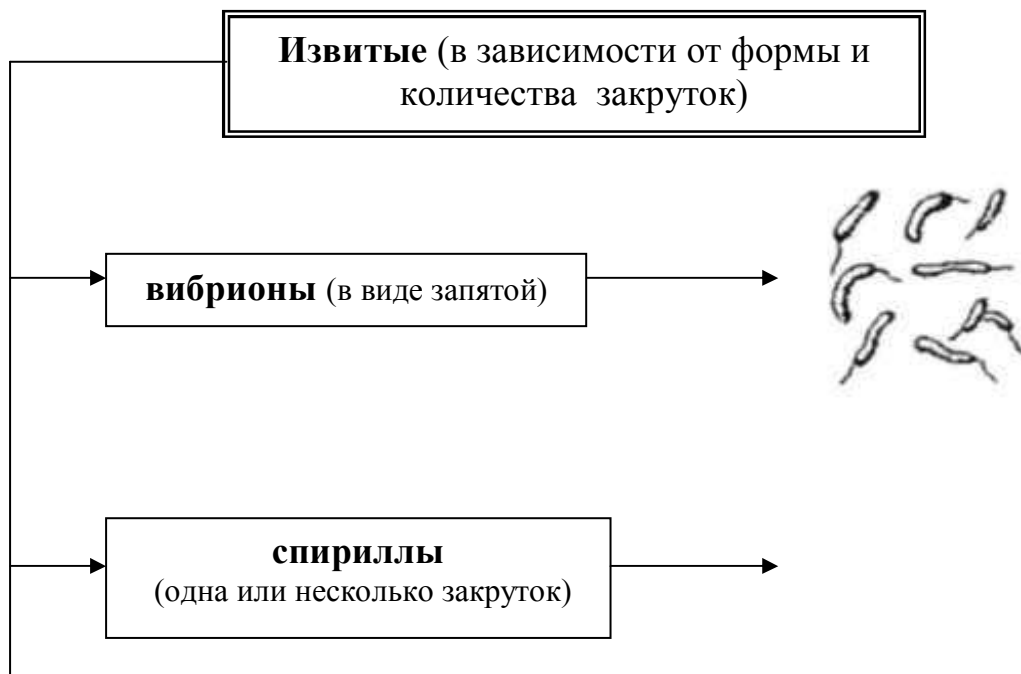 Извитые (в зависимости от формы и
количества закруток)
вибрионы (в виде запятой)
спириллы
(одна или несколько закруток)